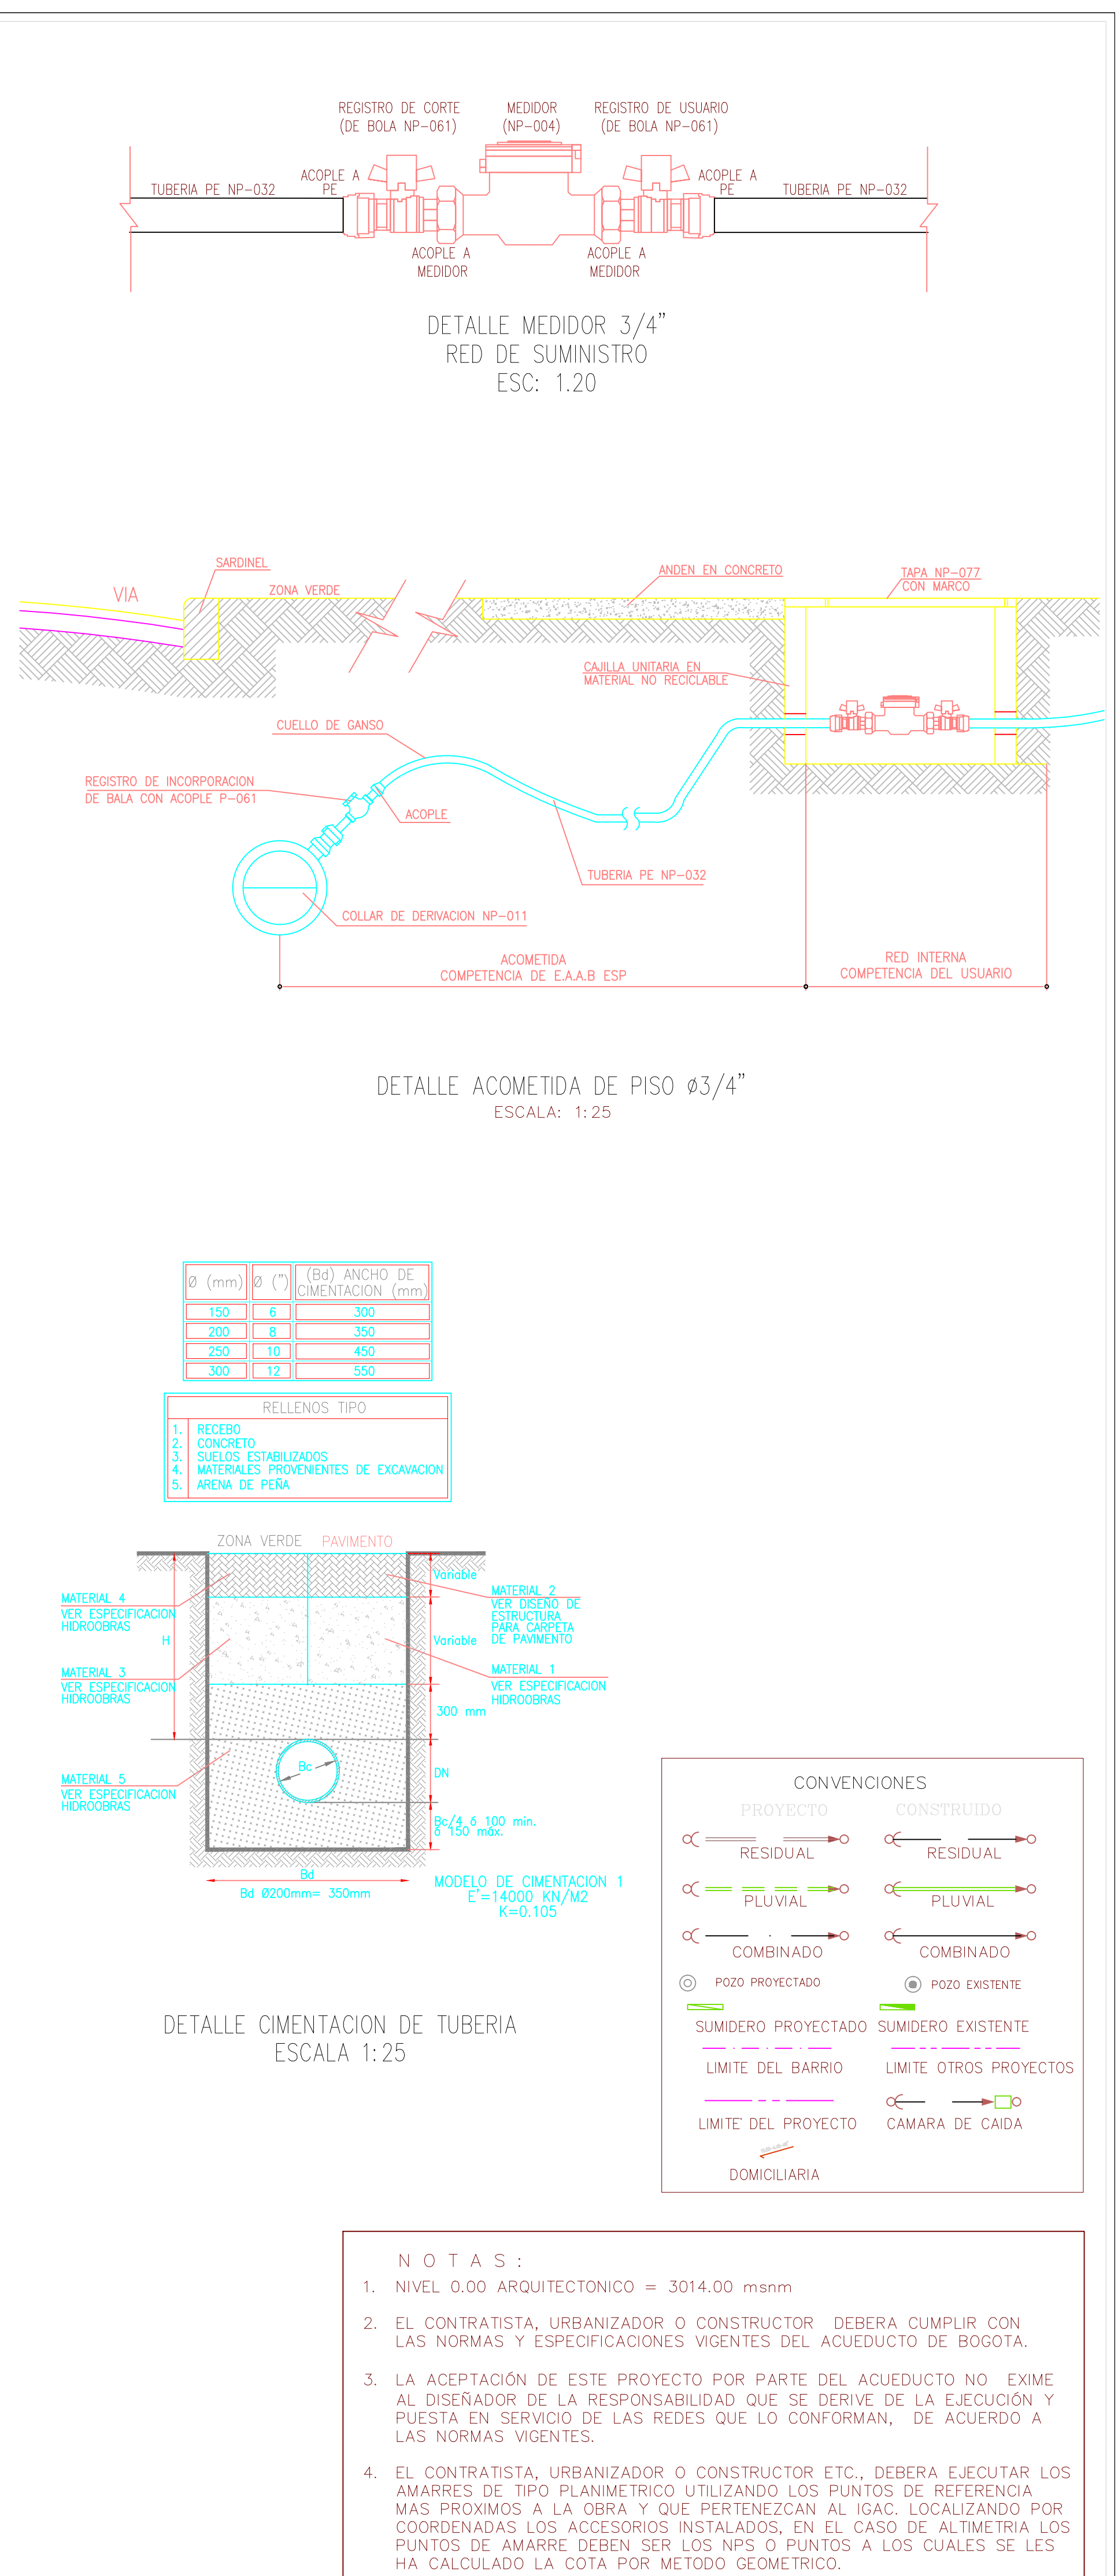 REGISTRO DE CORTE
(DE BOLA NP-061)
MEDIDOR
(NP-004)
REGISTRO DE USUARIO
(DE BOLA NP-061)
TUBERIA PE NP-032
ACOPLE A
PE
ACOPLE A
PE
TUBERIA PE NP-032
ACOPLE A
MEDIDOR
ACOPLE A
MEDIDOR
DETALLE MEDIDOR 3/4"
RED DE SUMINISTRO
ESC: 1.20
SARDINEL
VIA
ZONA VERDE
ANDEN EN CONCRETO
TAPA NP-077
CON MARCO
CAJILLA UNITARIA EN
MATERIAL NO RECICLABLE
CUELLO DE GANSO
REGISTRO DE INCORPORACION
DE BALA CON ACOPLE P-061
ACOPLE
TUBERIA PE NP-032
COLLAR DE DERIVACION NP-011
ACOMETIDA
COMPETENCIA DE E.A.A.B ESP
RED INTERNA
COMPETENCIA DEL USUARIO
DETALLE ACOMETIDA DE PISO Ø3/4"
ESCALA: 1:25
Ø (mm) Ø (") (Bd) ANCHO DE
CIMENTACION (mm)
150 6 300
200 8 350
250 10 450
300 12 550
RELLENOS TIPO
1. RECEBO
2. CONCRETO
3. SUELOS ESTABILIZADOS
4. MATERIALES PROVENIENTES DE EXCAVACION
5. ARENA DE PEÑA
ZONA VERDE PAVIMENTO
Variable
MATERIAL 4
VER ESPECIFICACION
HIDROOBRAS
MATERIAL 2
VER DISEÑO DE
ESTRUCTURA
PARA CARPETA
DE PAVIMENTO
H
Variable
MATERIAL 3
VER ESPECIFICACION
HIDROOBRAS
MATERIAL 1
VER ESPECIFICACION
HIDROOBRAS
300 mm
Bc
DN
MATERIAL 5
VER ESPECIFICACION
HIDROOBRAS
Bc/4 ó 100 min.
ó 150 máx.
Bd
Bd Ø200mm= 350mm
MODELO DE CIMENTACION 1
E'=14000 KN/M2
K=0.105
DETALLE CIMENTACION DE TUBERIA
ESCALA 1:25
CONVENCIONES
PROYECTO CONSTRUIDO
RESIDUAL RESIDUAL
PLUVIAL PLUVIAL
COMBINADO COMBINADO
POZO PROYECTADO POZO EXISTENTE
SUMIDERO PROYECTADO SUMIDERO EXISTENTE
LIMITE DEL BARRIO LIMITE OTROS PROYECTOS
LIMITE DEL PROYECTO CAMARA DE CAIDA
DOMICILIARIA
N O T A S :
1. NIVEL 0.00 ARQUITECTONICO = 3014.00 msnm
2. EL CONTRATISTA, URBANIZADOR O CONSTRUCTOR DEBERA CUMPLIR CON
LAS NORMAS Y ESPECIFICACIONES VIGENTES DEL ACUEDUCTO DE BOGOTA.
3. LA ACEPTACIÓN DE ESTE PROYECTO POR PARTE DEL ACUEDUCTO NO EXIME
AL DISEÑADOR DE LA RESPONSABILIDAD QUE SE DERIVE DE LA EJECUCIÓN Y
PUESTA EN SERVICIO DE LAS REDES QUE LO CONFORMAN, DE ACUERDO A
LAS NORMAS VIGENTES.
4. EL CONTRATISTA, URBANIZADOR O CONSTRUCTOR ETC., DEBERA EJECUTAR LOS
AMARRES DE TIPO PLANIMETRICO UTILIZANDO LOS PUNTOS DE REFERENCIA
MAS PROXIMOS A LA OBRA Y QUE PERTENEZCAN AL IGAC. LOCALIZANDO POR
COORDENADAS LOS ACCESORIOS INSTALADOS, EN EL CASO DE ALTIMETRIA LOS
PUNTOS DE AMARRE DEBEN SER LOS NPS O PUNTOS A LOS CUALES SE LES
HA CALCULADO LA COTA POR METODO GEOMETRICO.